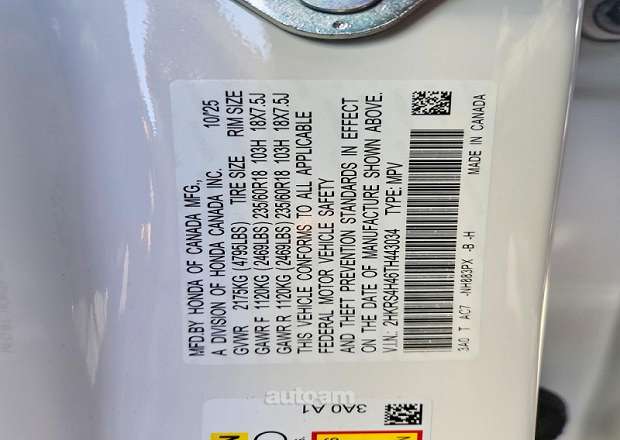 MFD.BY HONDA OF CANADA MFG., 10/25
A DIVISION OF HONDA CANADA INC.
GVWR 2175KG (4795LBS) TIRE SIZE RIM SIZE
GAWR F 1120KG (2469LBS) 235/60R18 103H 18X7.5J
GAWR R 1120KG (2469LBS) 235/60R18 103H 18X7.5J
THIS VEHICLE CONFORMS TO ALL APPLICABLE
FEDERAL MOTOR VEHICLE SAFETY
AND THEFT PREVENTION STANDARDS IN EFFECT
ON THE DATE OF MANUFACTURE SHOWN ABOVE.
V.I.N.: 2HKRS4H46TH443034 TYPE: MPV
3A0 T AC7 -NH883PX -B -H MADE IN CANADA
3A0 A1
autoam